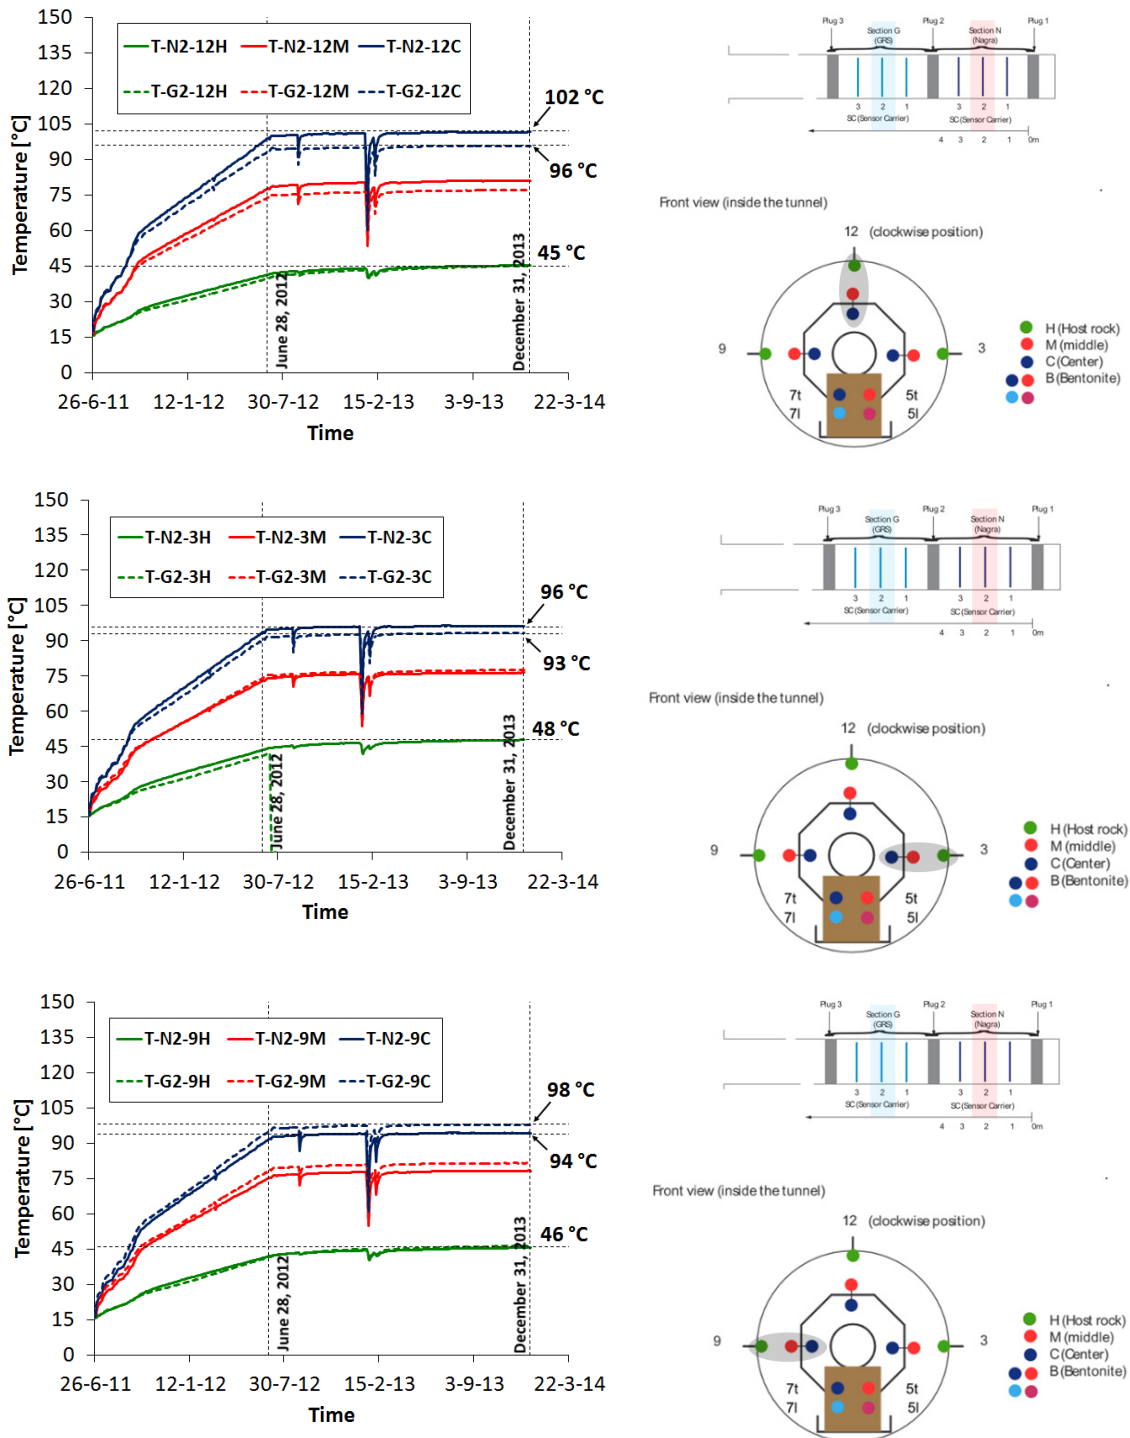 150
135
120
105
90
75
60
45
30
15
0
Temperature [°C]
T-N2-12H T-N2-12M T-N2-12C
T-G2-12H T-G2-12M T-G2-12C
102 °C
96 °C
45 °C
June 28, 2012
December 31, 2013
26-6-11 12-1-12 30-7-12 15-2-13 3-9-13 22-3-14
Time
Plug 3 Plug 2 Plug 1
Section G
(GRS)
Section N
(Nagra)
3 2 1 3 2 1
SC(Sensor Carrier) SC(Sensor Carrier)
4 3 2 1 0m
Front view (inside the tunnel)
12 (clockwise position)
9 3
7t 5t
7l 5l
H (Host rock)
M (middle)
C (Center)
B (Bentonite)
150
135
120
105
90
75
60
45
30
15
0
Temperature [°C]
T-N2-3H T-N2-3M T-N2-3C
T-G2-3H T-G2-3M T-G2-3C
96 °C
93 °C
48 °C
June 28, 2012
December 31, 2013
26-6-11 12-1-12 30-7-12 15-2-13 3-9-13 22-3-14
Time
Plug 3 Plug 2 Plug 1
Section G
(GRS)
Section N
(Nagra)
3 2 1 3 2 1
SC(Sensor Carrier) SC(Sensor Carrier)
4 3 2 1 0m
Front view (inside the tunnel)
12 (clockwise position)
9 3
7t 5t
7l 5l
H (Host rock)
M (middle)
C (Center)
B (Bentonite)
150
135
120
105
90
75
60
45
30
15
0
Temperature [°C]
T-N2-9H T-N2-9M T-N2-9C
T-G2-9H T-G2-9M T-G2-9C
98 °C
94 °C
46 °C
June 28, 2012
December 31, 2013
26-6-11 12-1-12 30-7-12 15-2-13 3-9-13 22-3-14
Time
Plug 3 Plug 2 Plug 1
Section G
(GRS)
Section N
(Nagra)
3 2 1 3 2 1
SC(Sensor Carrier) SC(Sensor Carrier)
4 3 2 1 0m
Front view (inside the tunnel)
12 (clockwise position)
9 3
7t 5t
7l 5l
H (Host rock)
M (middle)
C (Center)
B (Bentonite)